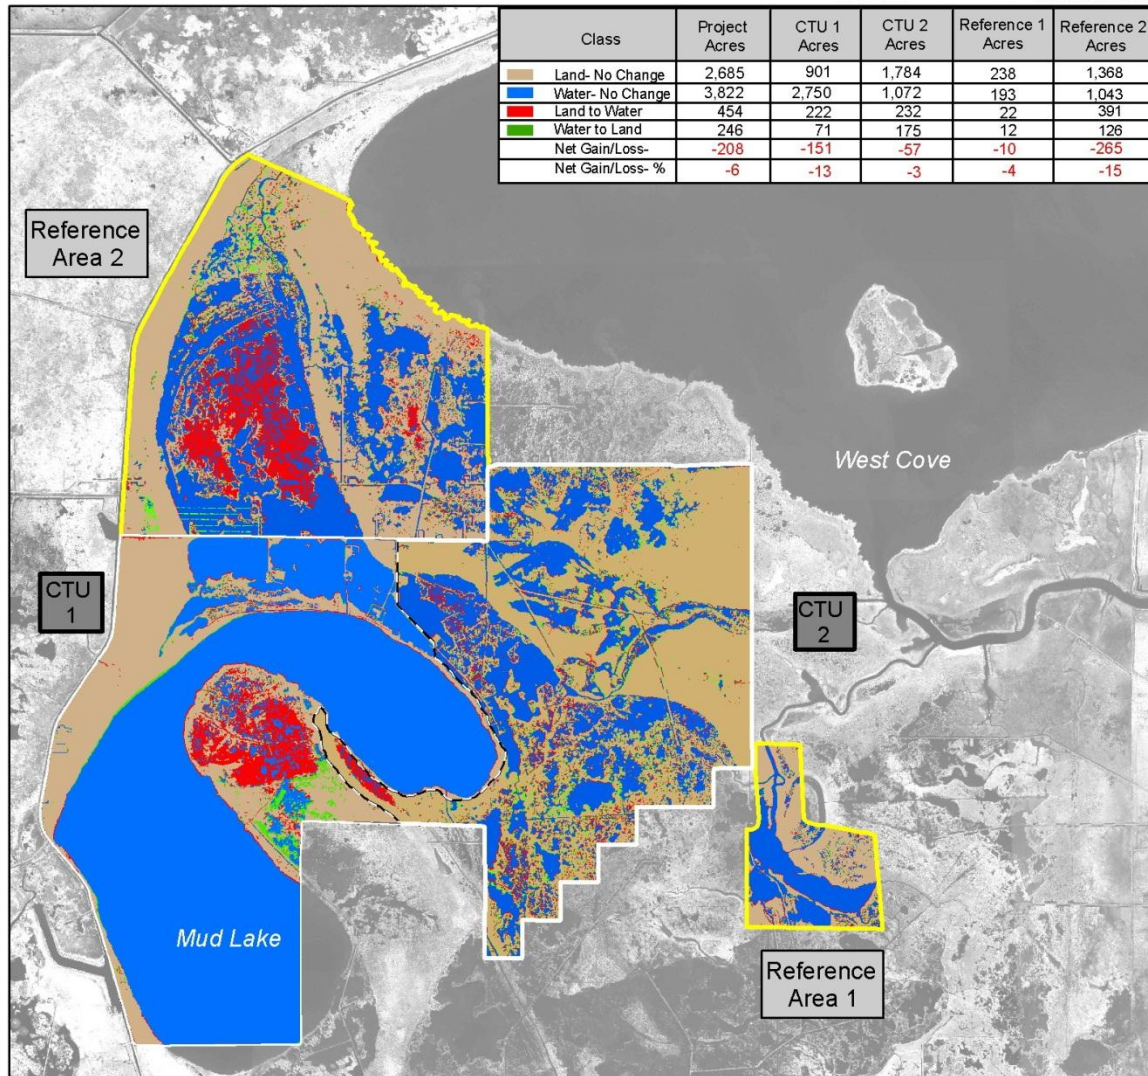 Class Project Acres CTU 1 Acres CTU 2 Acres Reference 1 Acres Reference 2 Acres
Land- No Change 2,685 901 1,784 238 1,368
Water- No Change 3,822 2,750 1,072 193 1,043
Land to Water 454 222 232 22 391
Water to Land 246 71 175 12 126
Net Gain/Loss- -208 -151 -57 -10 -265
Net Gain/Loss- % -6 -13 -3 -4 -15
Reference
Area 2
West Cove
CTU
1
CTU
2
Mud Lake
Reference
Area 1